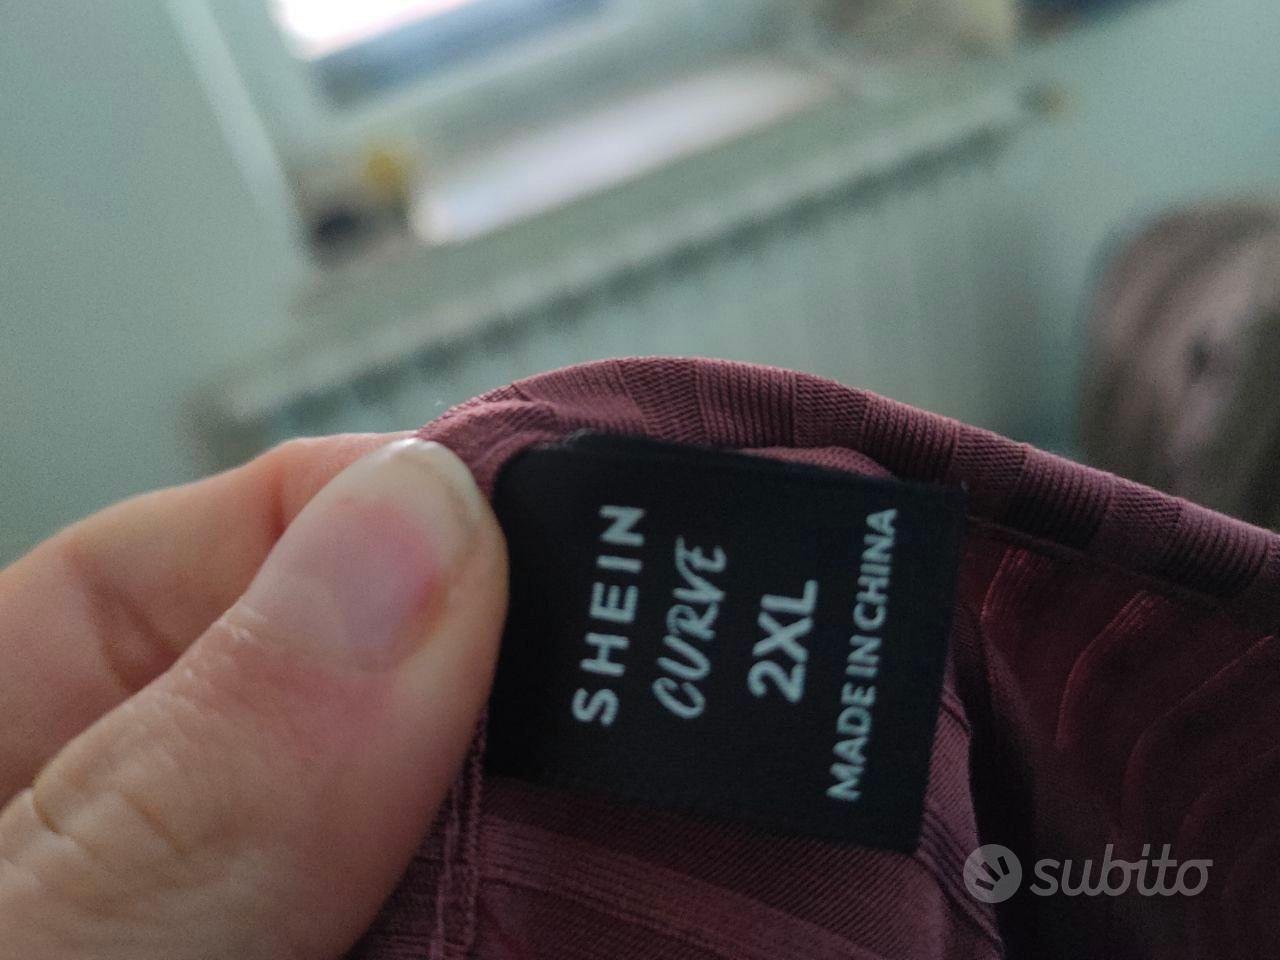 SHEIN
CURVE
2XL
MADE IN CHINA
subito